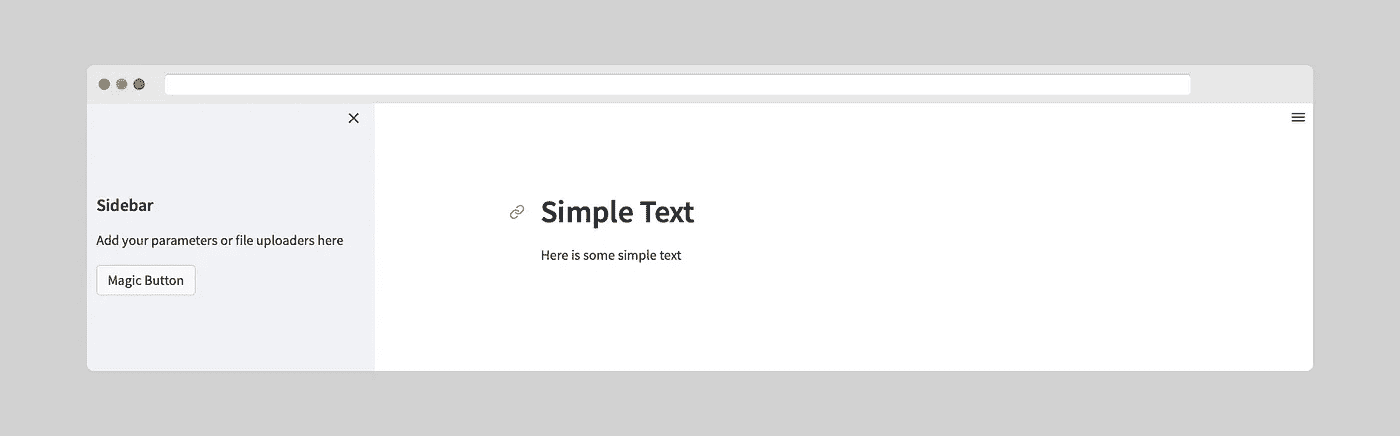 Sidebar
Add your parameters or file uploaders here
Magic Button
Simple Text
Here is some simple text